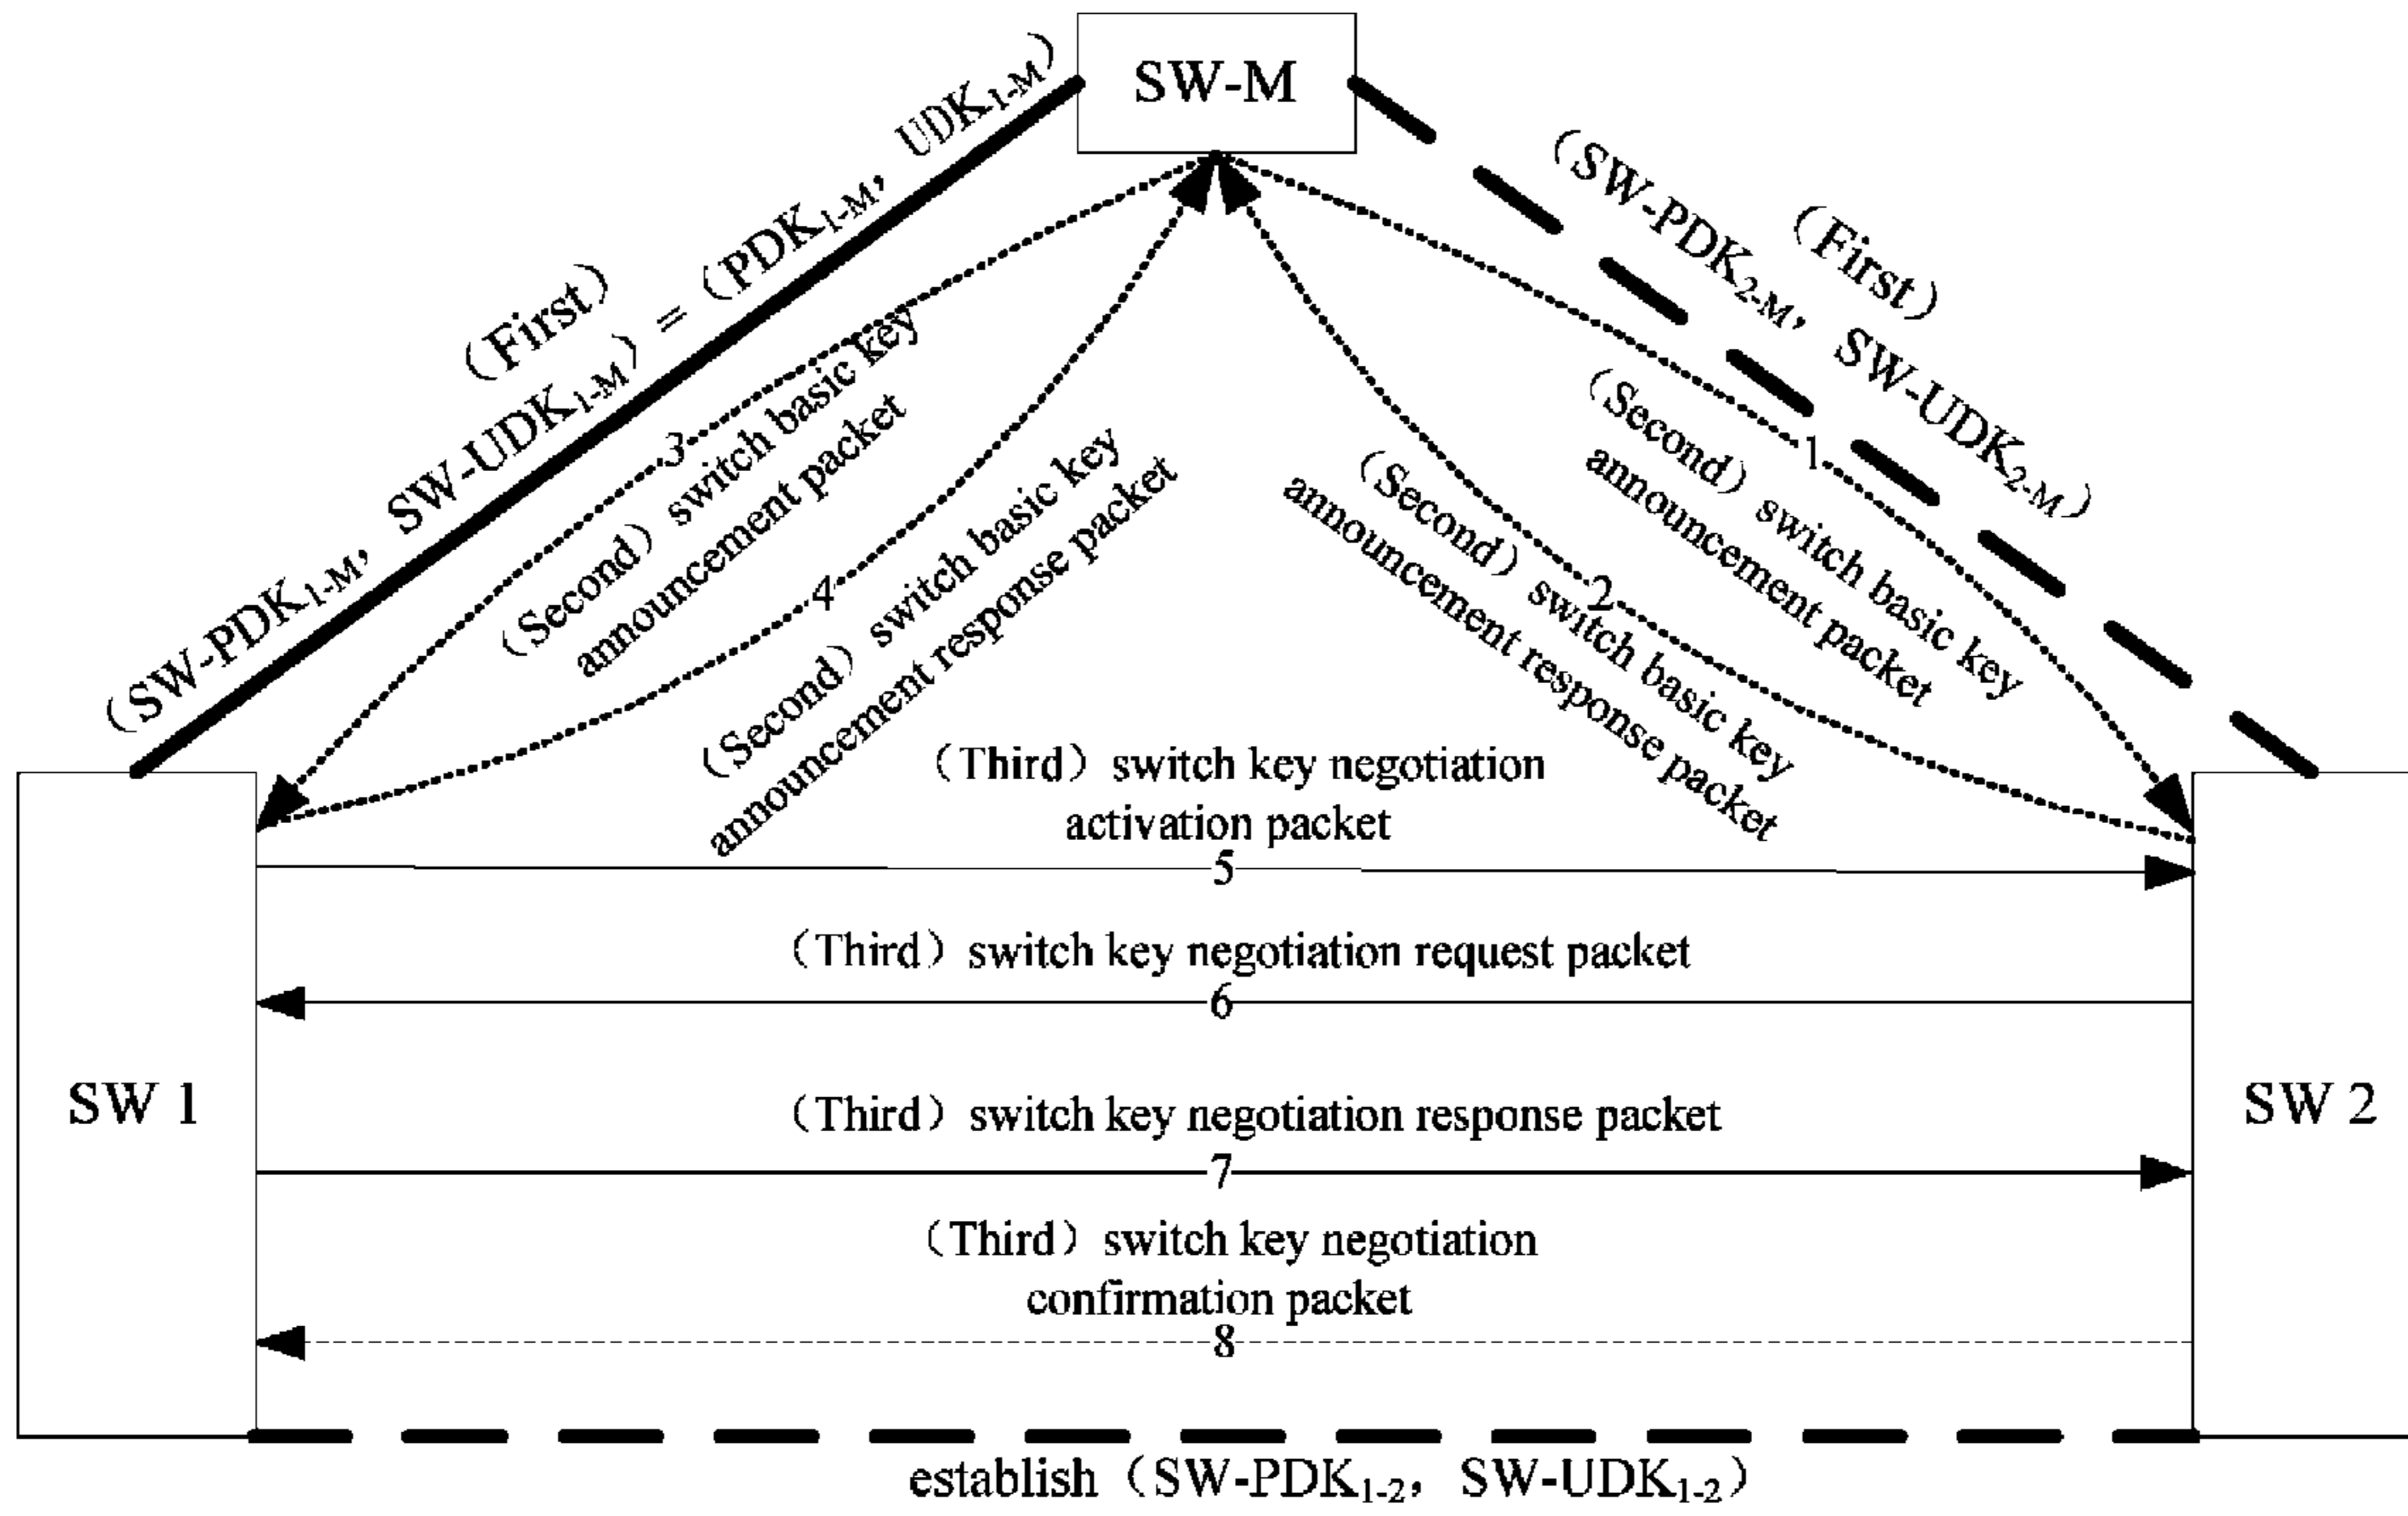 SW-M
(First)
(SW-PDK1-M, SW-UDK1-M) = (PDK1-M, UDK1-M)
(First)
(SW-PDK2-M, SW-UDK2-M)
3
(Second) switch basic key
announcement packet
4
(Second) switch basic key
announcement response packet
1
(Second) switch basic key
announcement packet
2
(Second) switch basic key
announcement response packet
(Third) switch key negotiation
activation packet
5
(Third) switch key negotiation request packet
6
SW 1
SW 2
(Third) switch key negotiation response packet
7
(Third) switch key negotiation
confirmation packet
8
establish (SW-PDK1-2, SW-UDK1-2)